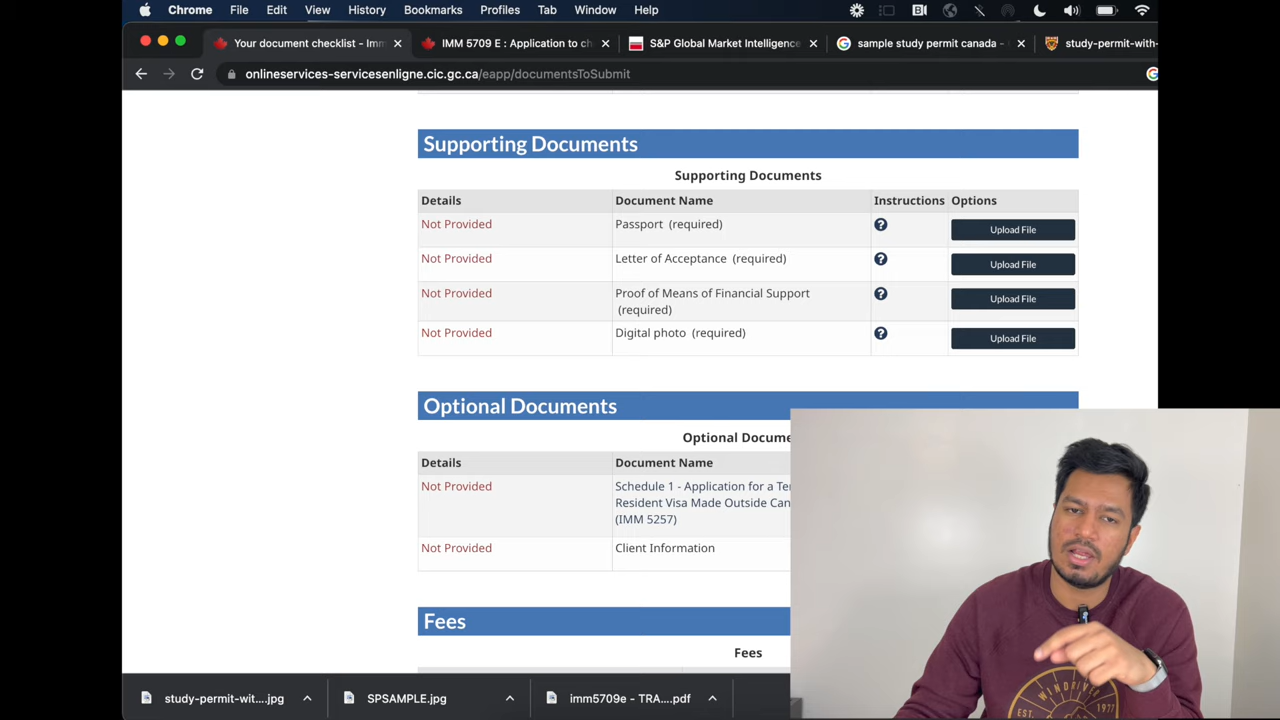 Chrome File Edit View History Bookmarks Profiles Tab Window Help
Your document checklist - Imm
IMM 5709 E : Application to ch
S&P Global Market Intelligence
sample study permit canada -
study-permit-with-
onlineservices-servicesenligne.cic.gc.ca/eapp/documentsToSubmit
Supporting Documents
Supporting Documents
Details Document Name Instructions Options
Not Provided Passport (required) ? Upload File
Not Provided Letter of Acceptance (required) ? Upload File
Not Provided Proof of Means of Financial Support
(required) ? Upload File
Not Provided Digital photo (required) ? Upload File
Optional Documents
Optional Docume
Details Document Name
Not Provided Schedule 1 - Application for a Ter
Resident Visa Made Outside Can
(IMM 5257)
Not Provided Client Information
Fees
Fees
study-permit-wit....jpg
SPSAMPLE.jpg
imm5709e - TRA....pdf
WINDRIVER
EST. 1977